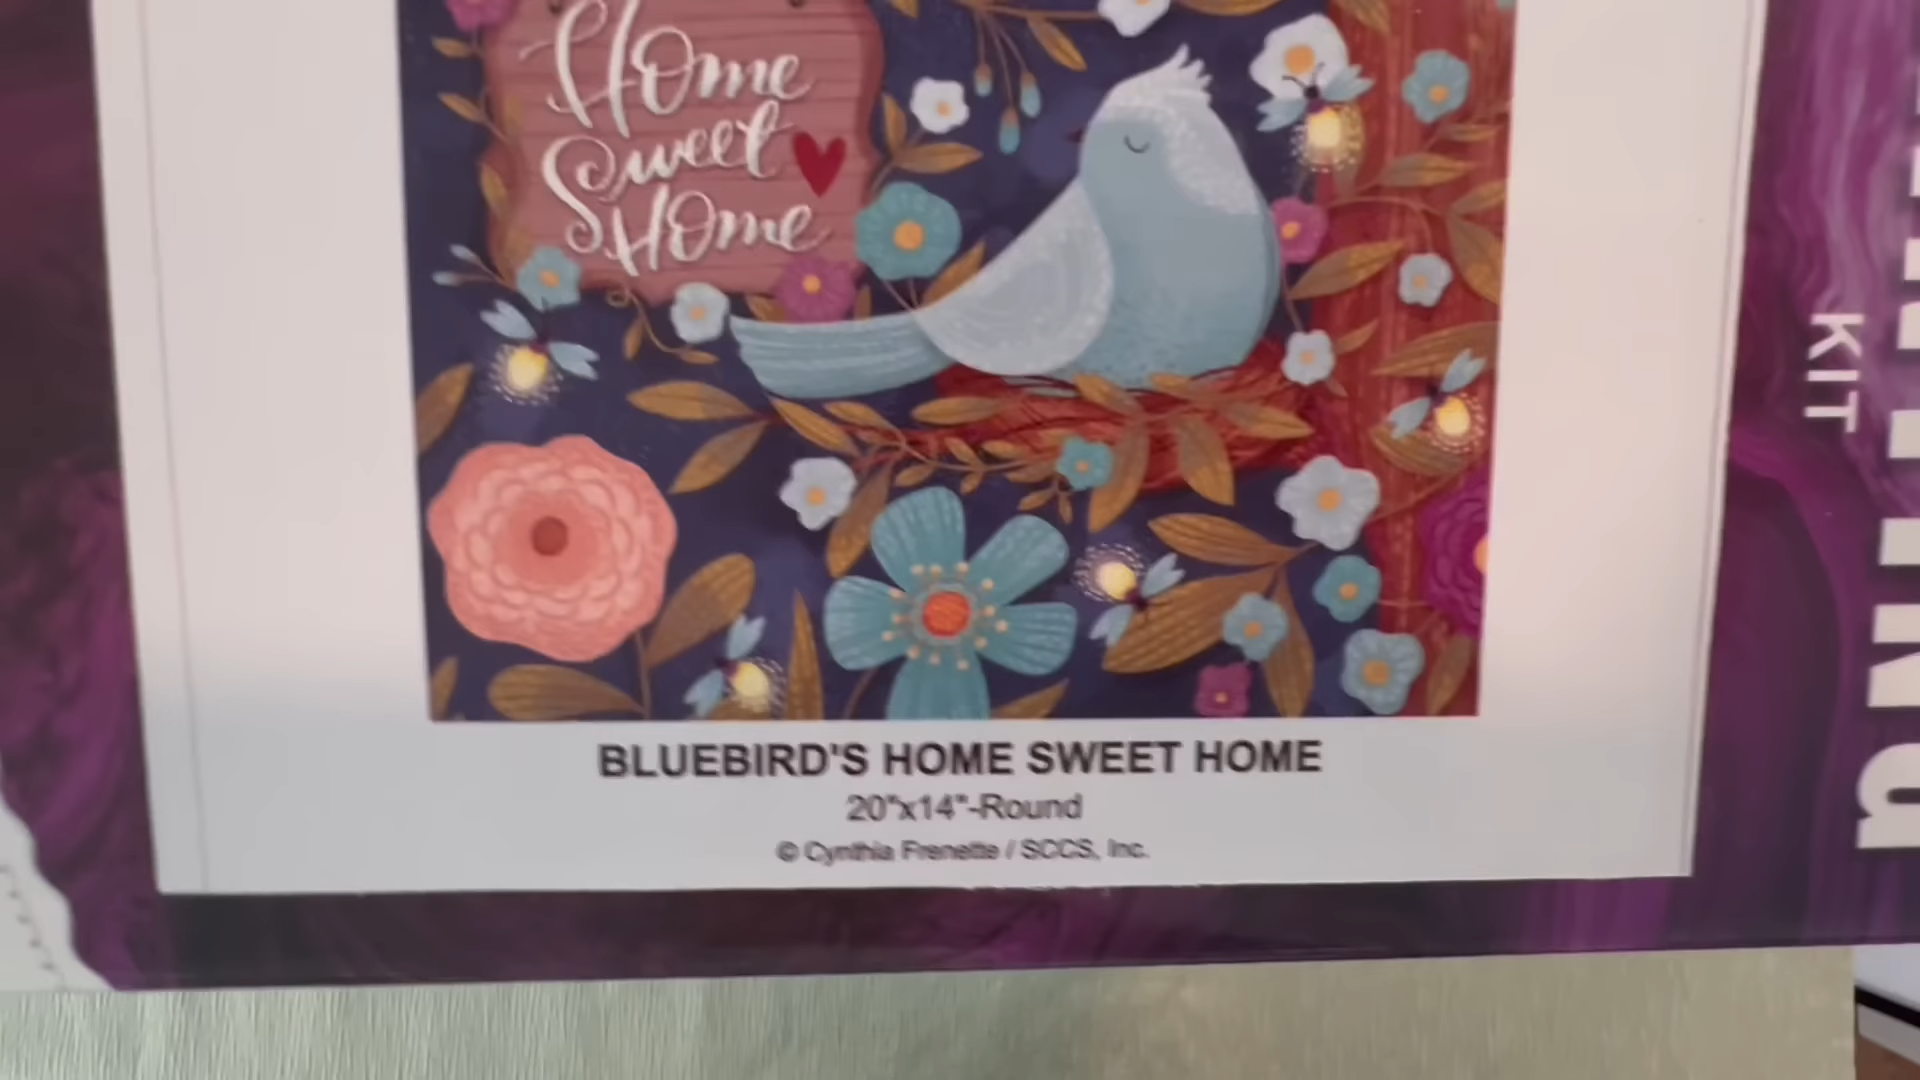 Home
Sweet
Home
BLUEBIRD'S HOME SWEET HOME
20"x14"-Round
© Cynthia Frenette / SCCS, Inc.
KIT